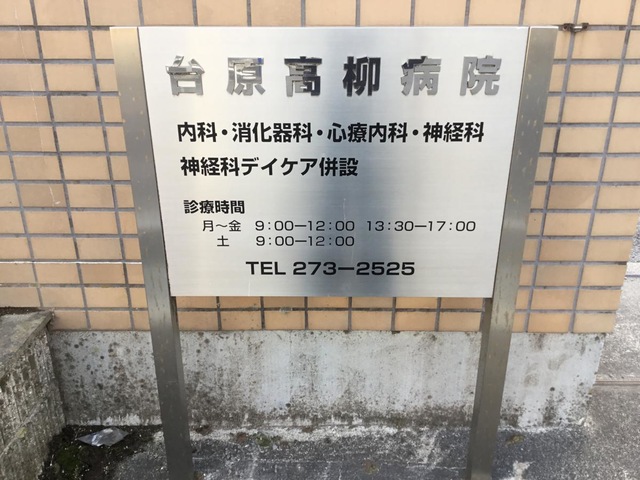 台原高柳病院
内科・消化器科・心療内科・神経科
神経科デイケア併設
診療時間
月〜金 9:00−12:00 13:30−17:00
土 9:00−12:00
TEL 273−2525